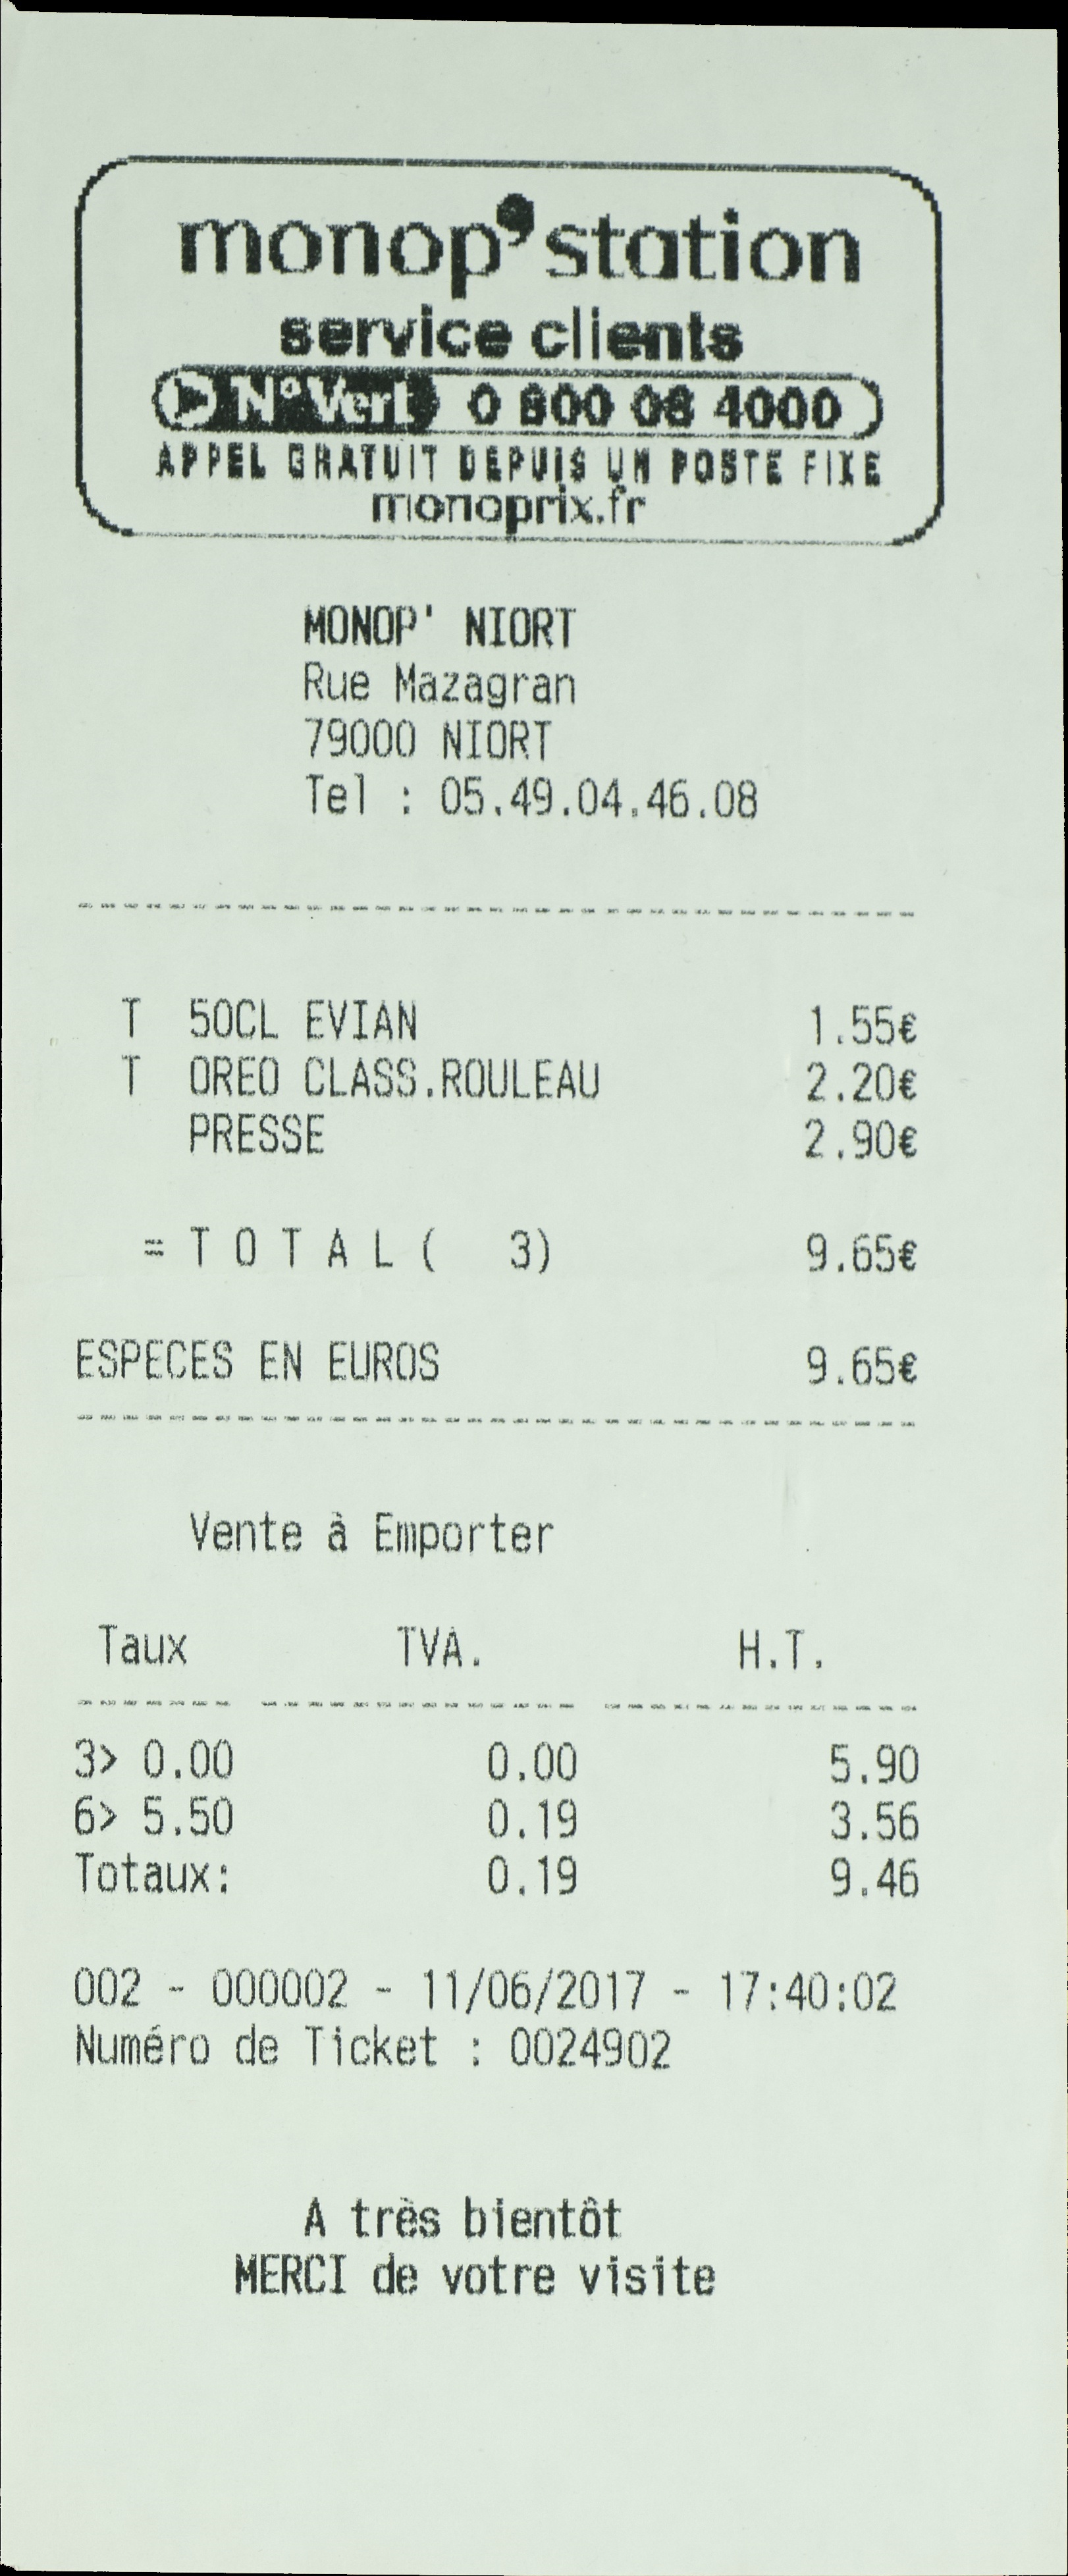 monop'station
service clients
N° Vert 0 800 08 4000
APPEL GRATUIT DEPUIS UN POSTE FIXE
monoprix.fr
MONOP' NIORT
Rue Mazagran
79000 NIORT
Tel : 05.49.04.46.08
T 50CL EVIAN 1.55€
T OREO CLASS.ROULEAU 2.20€
PRESSE 2.90€
=T O T A L ( 3) 9.65€
ESPECES EN EUROS 9.65€
Vente à Emporter
Taux TVA. H.T.
3> 0.00 0.00 5.90
6> 5.50 0.19 3.56
Totaux: 0.19 9.46
002 - 000002 - 11/06/2017 - 17:40:02
Numéro de Ticket : 0024902
A très bientôt
MERCI de votre visite